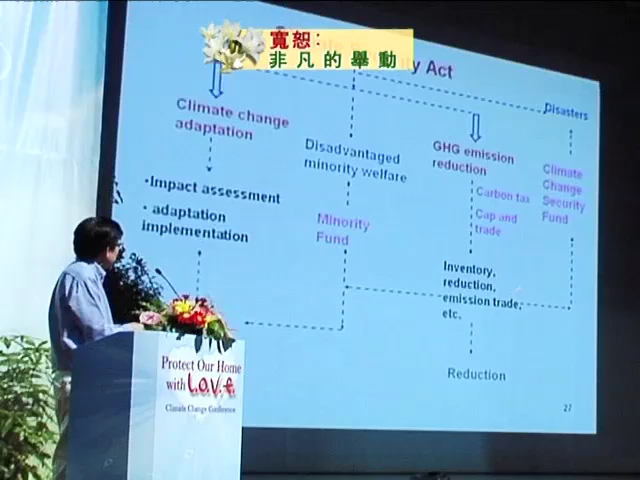 寬恕：
非凡的舉動
y Act
Disasters
Climate change
adaptation
Disadvantaged
minority welfare
GHG emission
reduction
Climate
Change
Security
Fund
Carbon tax
Cap and
trade
•Impact assessment
• adaptation
implementation
Minority
Fund
Inventory,
reduction,
emission trade,
etc.
Reduction
27
Protect Our Home
with L.o.v.e.
Climate Change Conference